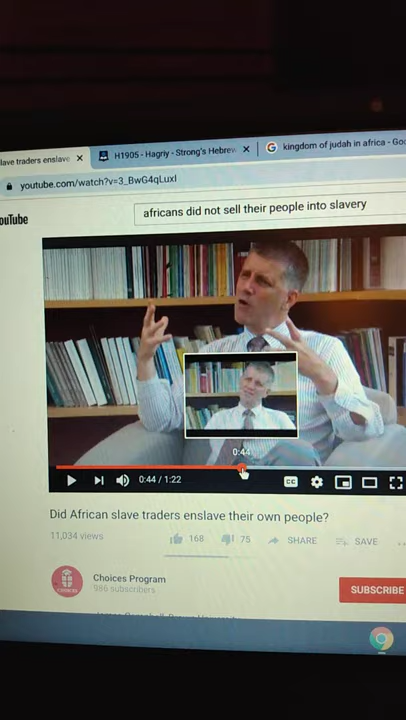 lave traders enslave ×
H1905 - Hagriy - Strong's Hebrew ×
G kingdom of judah in africa - Goo
youtube.com/watch?v=3_BwG4qLuxI
ouTube
africans did not sell their people into slavery
0:44
0:44 / 1:22
CC
Did African slave traders enslave their own people?
11,034 views
168
75
SHARE
SAVE
Choices Program
986 subscribers
SUBSCRIBE